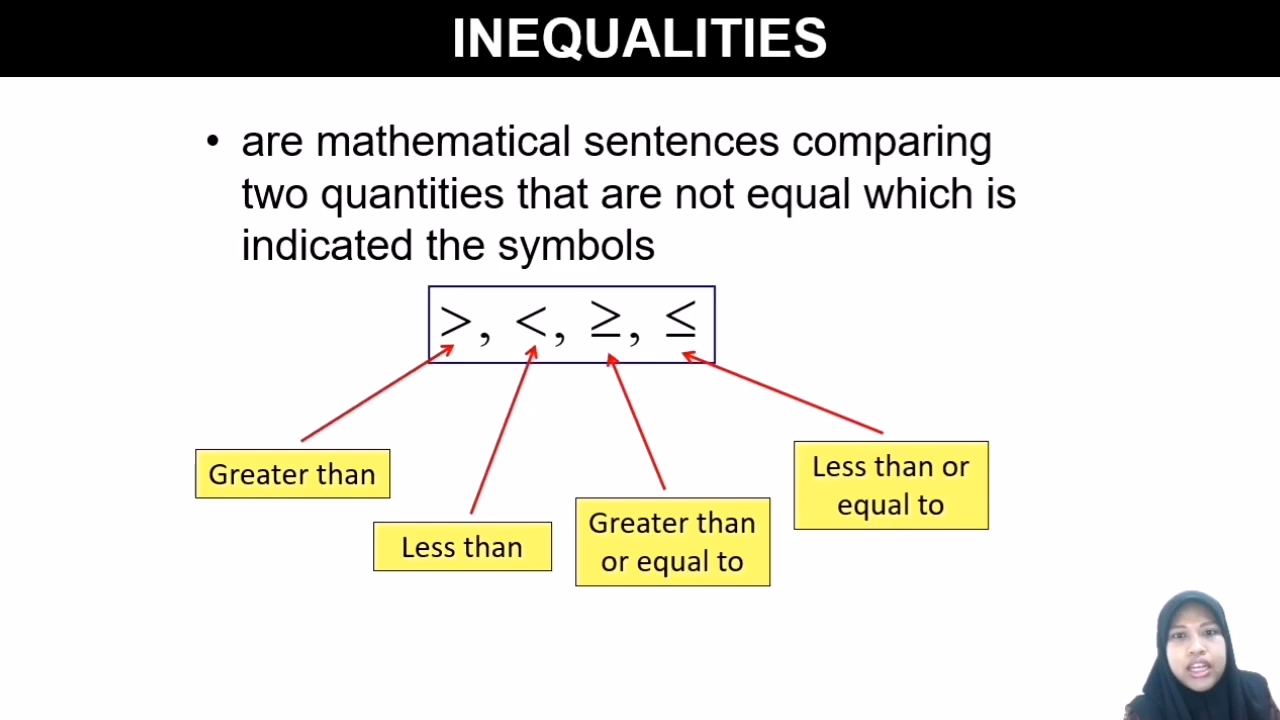 INEQUALITIES
• are mathematical sentences comparing
two quantities that are not equal which is
indicated the symbols
>, <, ≥, ≤
Greater than
Less than
Greater than
or equal to
Less than or
equal to